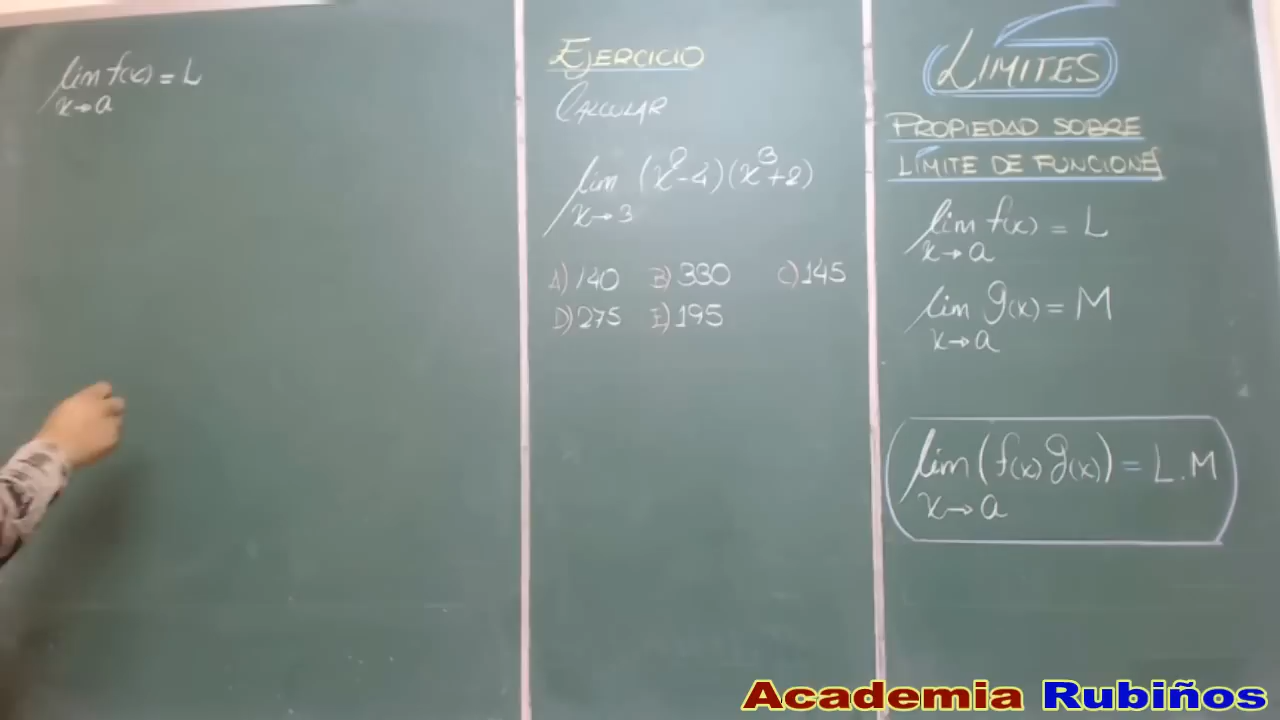 lim f(x) = L
x→a
EJERCICIO
CALCULAR
lim (x²-4)(x³+2)
x→3
A) 140 B) 330 C) 145
D) 275 E) 195
LÍMITES
PROPIEDAD SOBRE
LÍMITE DE FUNCIONES
lim f(x) = L
x→a
lim g(x) = M
x→a
lim (f(x) g(x)) = L.M
x→a
Academia Rubiños